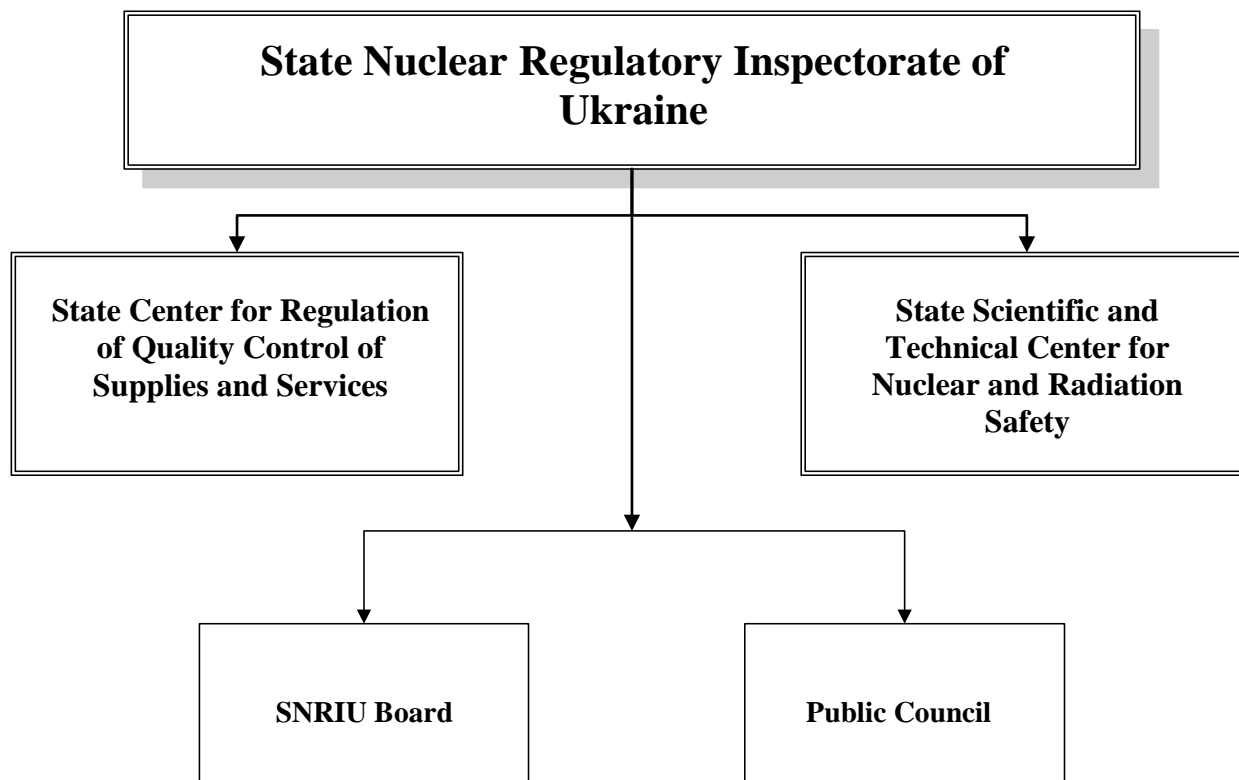 State Nuclear Regulatory Inspectorate of
Ukraine
State Center for Regulation
of Quality Control of
Supplies and Services
State Scientific and
Technical Center for
Nuclear and Radiation
Safety
SNRIU Board
Public Council